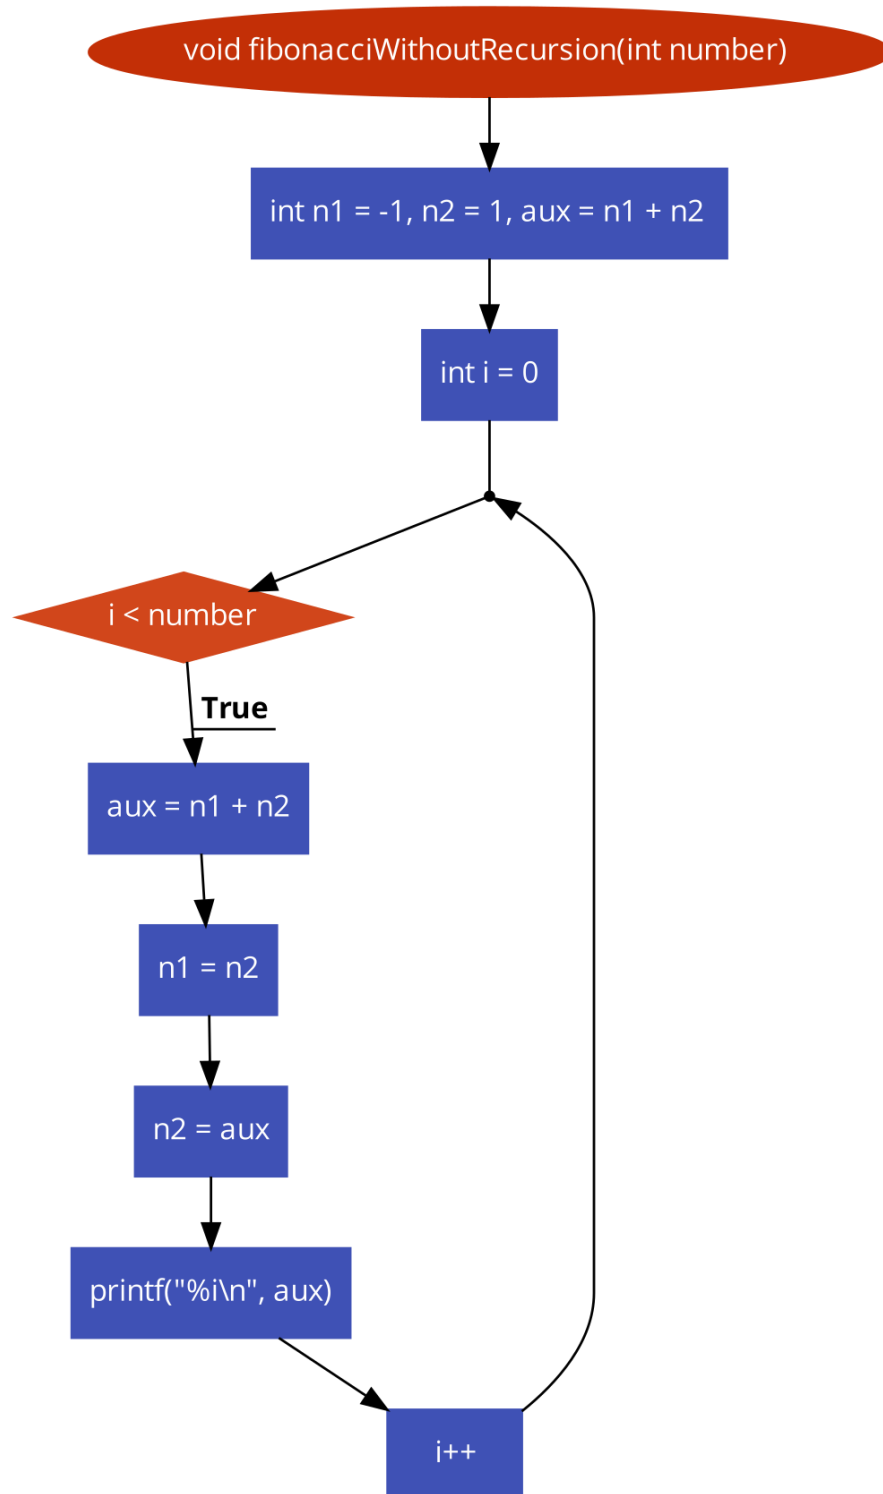 void fibonacciWithoutRecursion(int number)
int n1 = -1, n2 = 1, aux = n1 + n2
int i = 0
i < number
True
aux = n1 + n2
n1 = n2
n2 = aux
printf("%i\n", aux)
i++